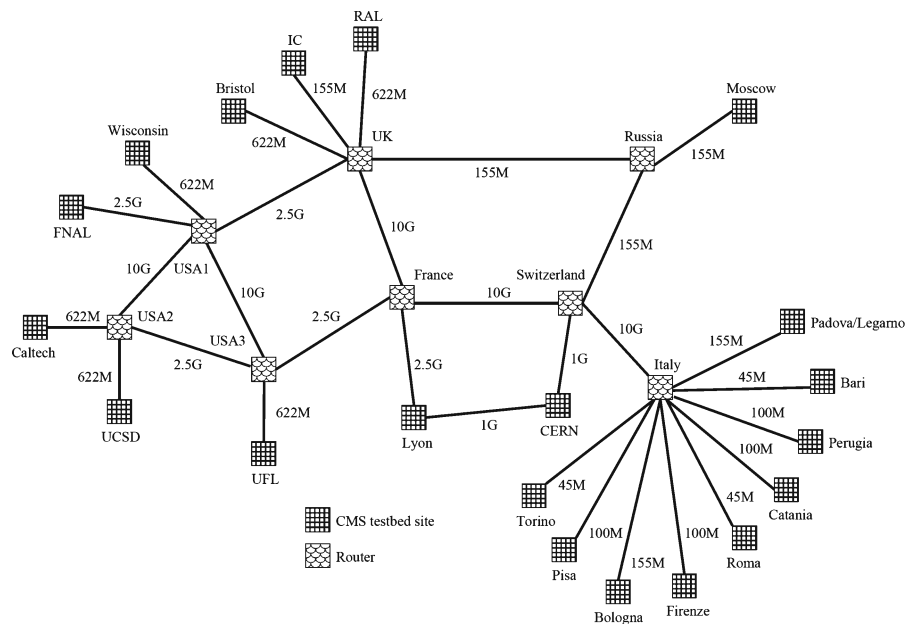 RAL
IC
155M
622M
Bristol
622M
UK
Moscow
Russia
155M
155M
Wisconsin
622M
2.5G
FNAL
2.5G
10G
155M
USA1
10G
10G
France
Switzerland
10G
10G
USA2
622M
Caltech
USA3
2.5G
2.5G
622M
UCSD
622M
UFL
2.5G
1G
Lyon
1G
CERN
Italy
155M
Padova/Legarno
45M
Bari
100M
Perugia
100M
Catania
45M
Torino
45M
Roma
100M
Pisa
100M
Firenze
155M
Bologna
CMS testbed site
Router